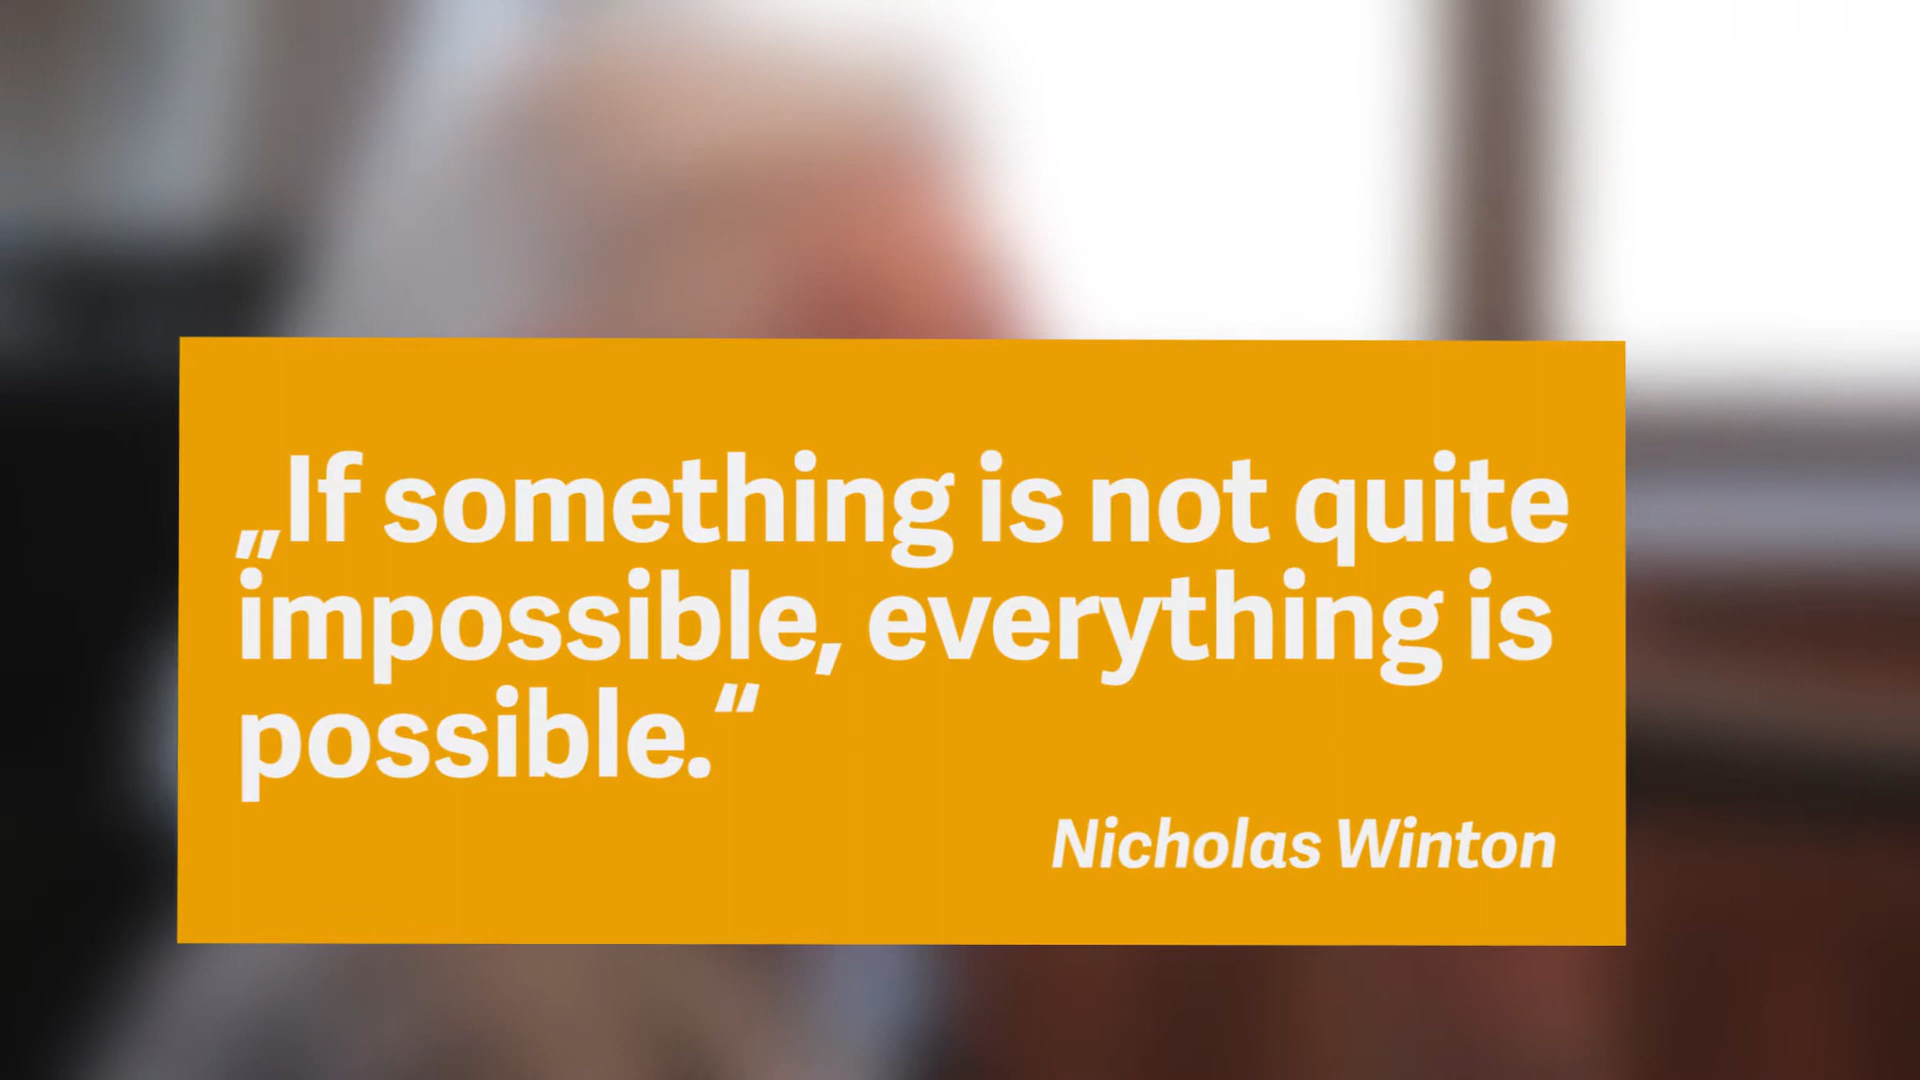 „If something is not quite
impossible, everything is
possible.“
Nicholas Winton